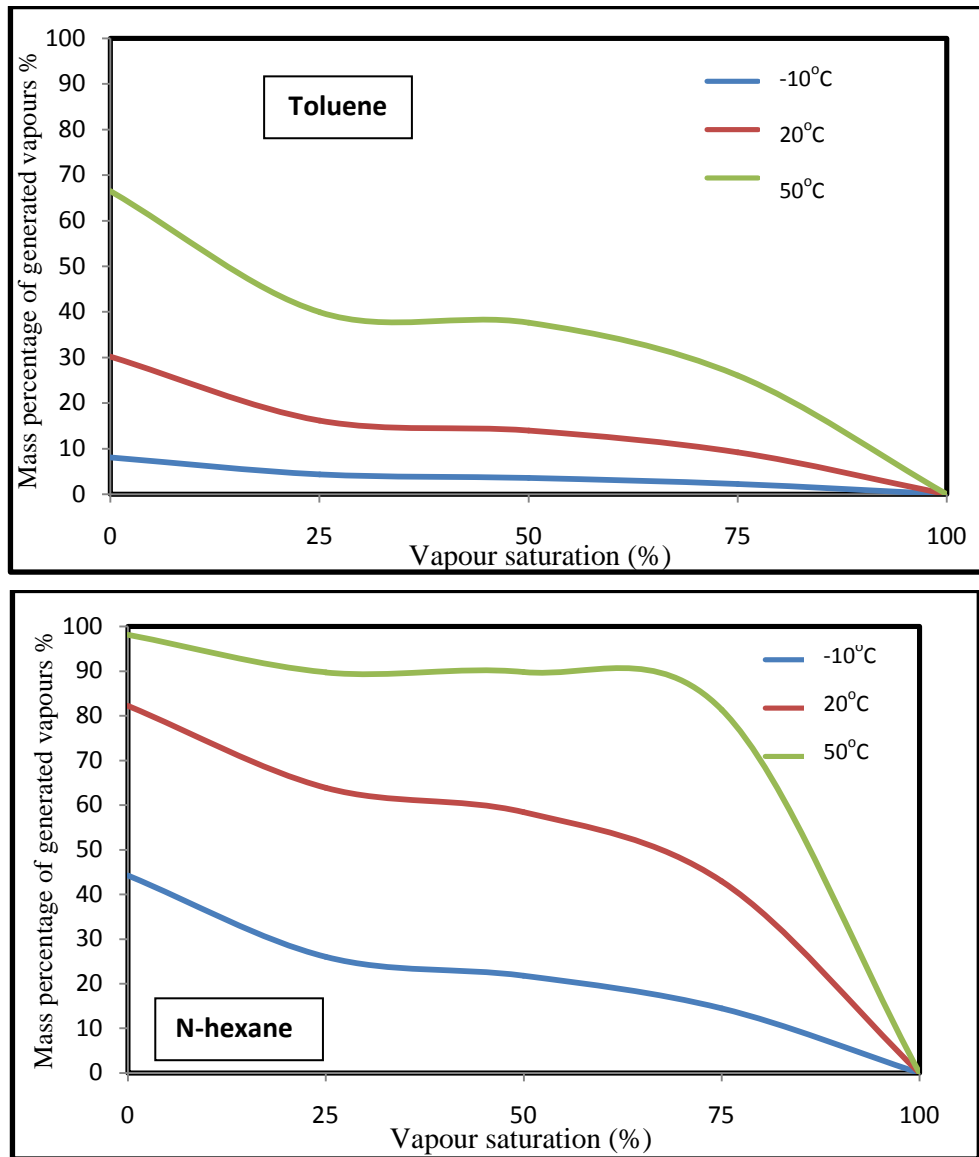 Mass percentage of generated vapours %
100
90
80
70
60
50
40
30
20
10
0
Toluene
-10°C
20°C
50°C
0 25 50 75 100
Vapour saturation (%)
Mass percentage of generated vapours %
100
90
80
70
60
50
40
30
20
10
0
-10°C
20°C
50°C
N-hexane
0 25 50 75 100
Vapour saturation (%)